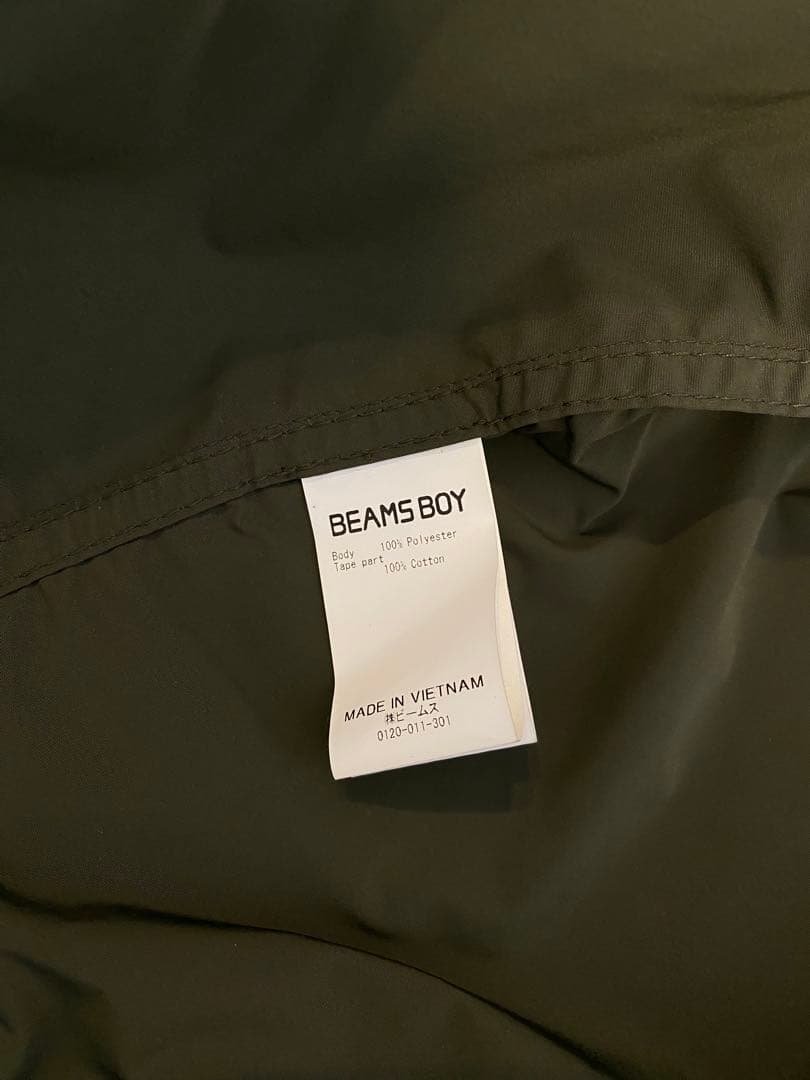 BEAMS BOY
Body 100% Polyester
Tape part 100% Cotton
MADE IN VIETNAM
㈱ビームス
0120-011-301